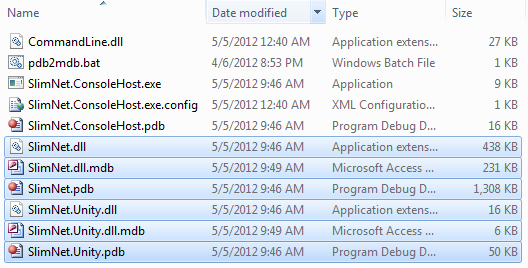 Name Date modified Type Size
CommandLine.dll 5/5/2012 12:40 AM Application extens... 27 KB
pdb2mdb.bat 4/6/2012 8:53 PM Windows Batch File 1 KB
SlimNet.ConsoleHost.exe 5/5/2012 9:46 AM Application 9 KB
SlimNet.ConsoleHost.exe.config 5/5/2012 12:40 AM XML Configuratio... 1 KB
SlimNet.ConsoleHost.pdb 5/5/2012 9:46 AM Program Debug D... 16 KB
SlimNet.dll 5/5/2012 9:46 AM Application extens... 438 KB
SlimNet.dll.mdb 5/5/2012 9:49 AM Microsoft Access ... 231 KB
SlimNet.pdb 5/5/2012 9:46 AM Program Debug D... 1,308 KB
SlimNet.Unity.dll 5/5/2012 9:46 AM Application extens... 16 KB
SlimNet.Unity.dll.mdb 5/5/2012 9:49 AM Microsoft Access ... 6 KB
SlimNet.Unity.pdb 5/5/2012 9:46 AM Program Debug D... 50 KB